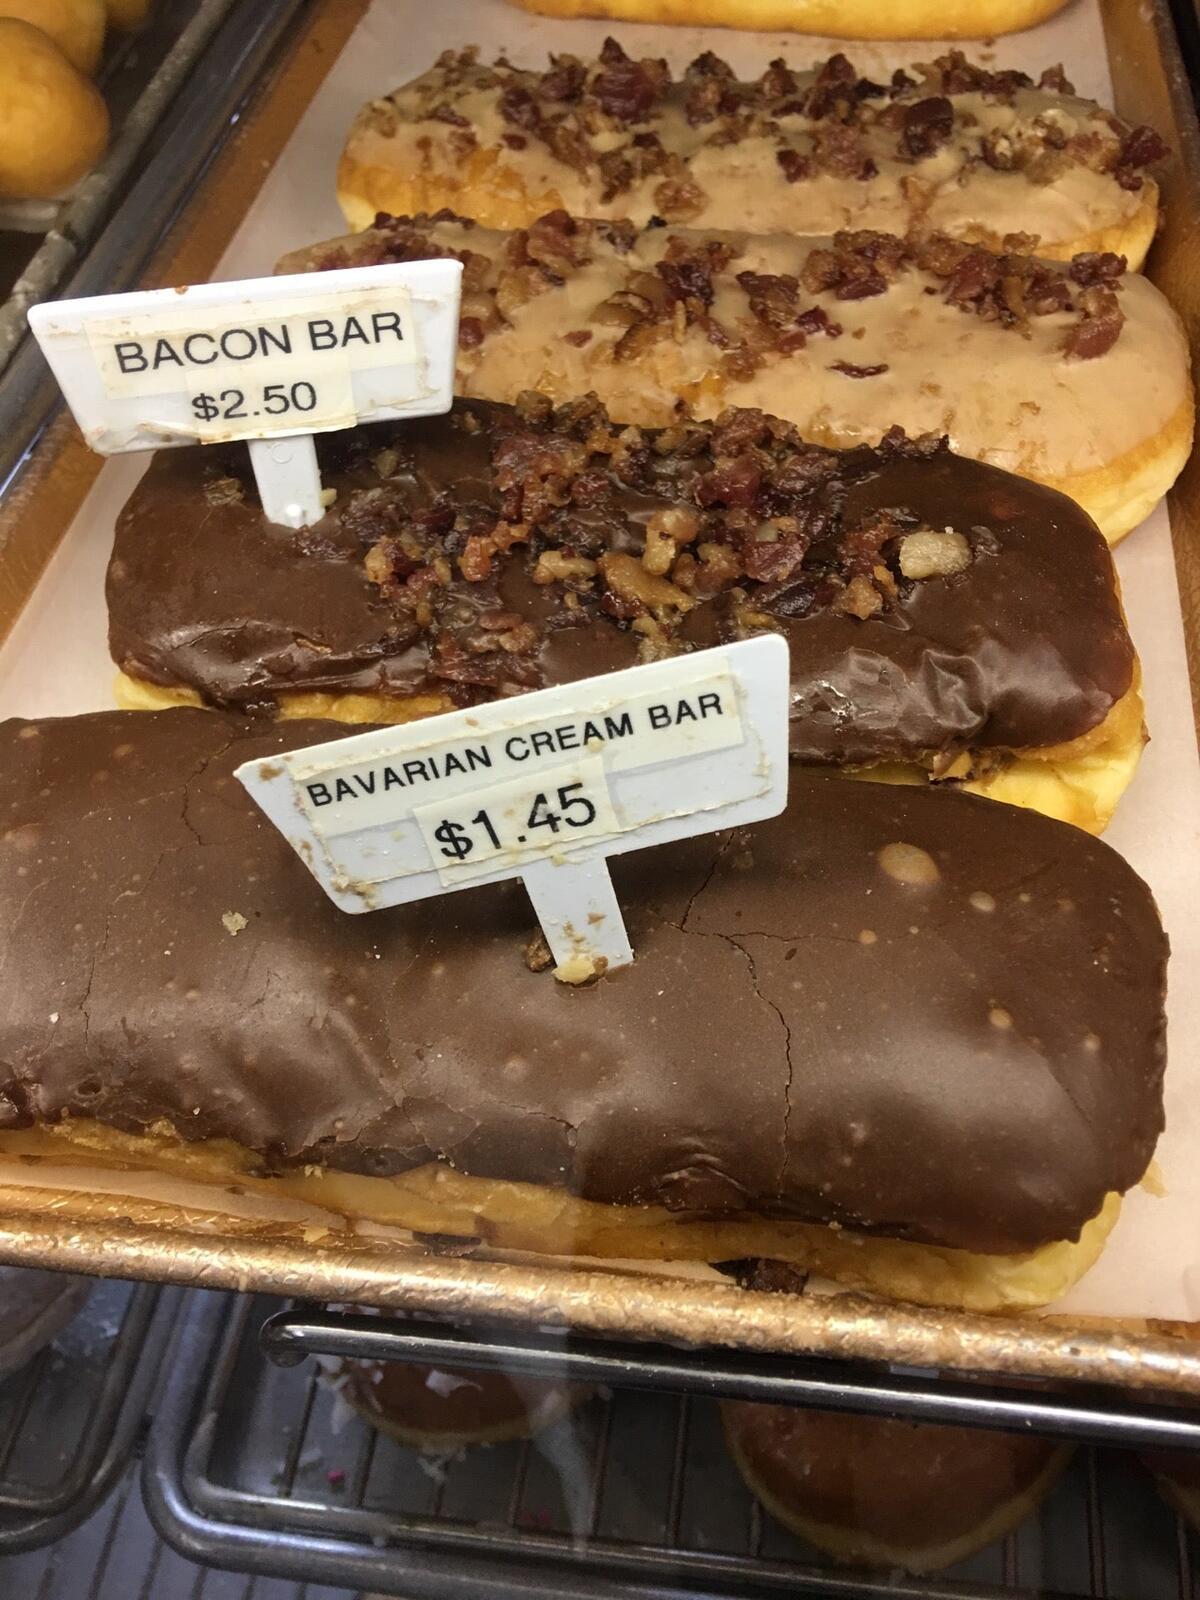 BACON BAR
$2.50
BAVARIAN CREAM BAR
$1.45